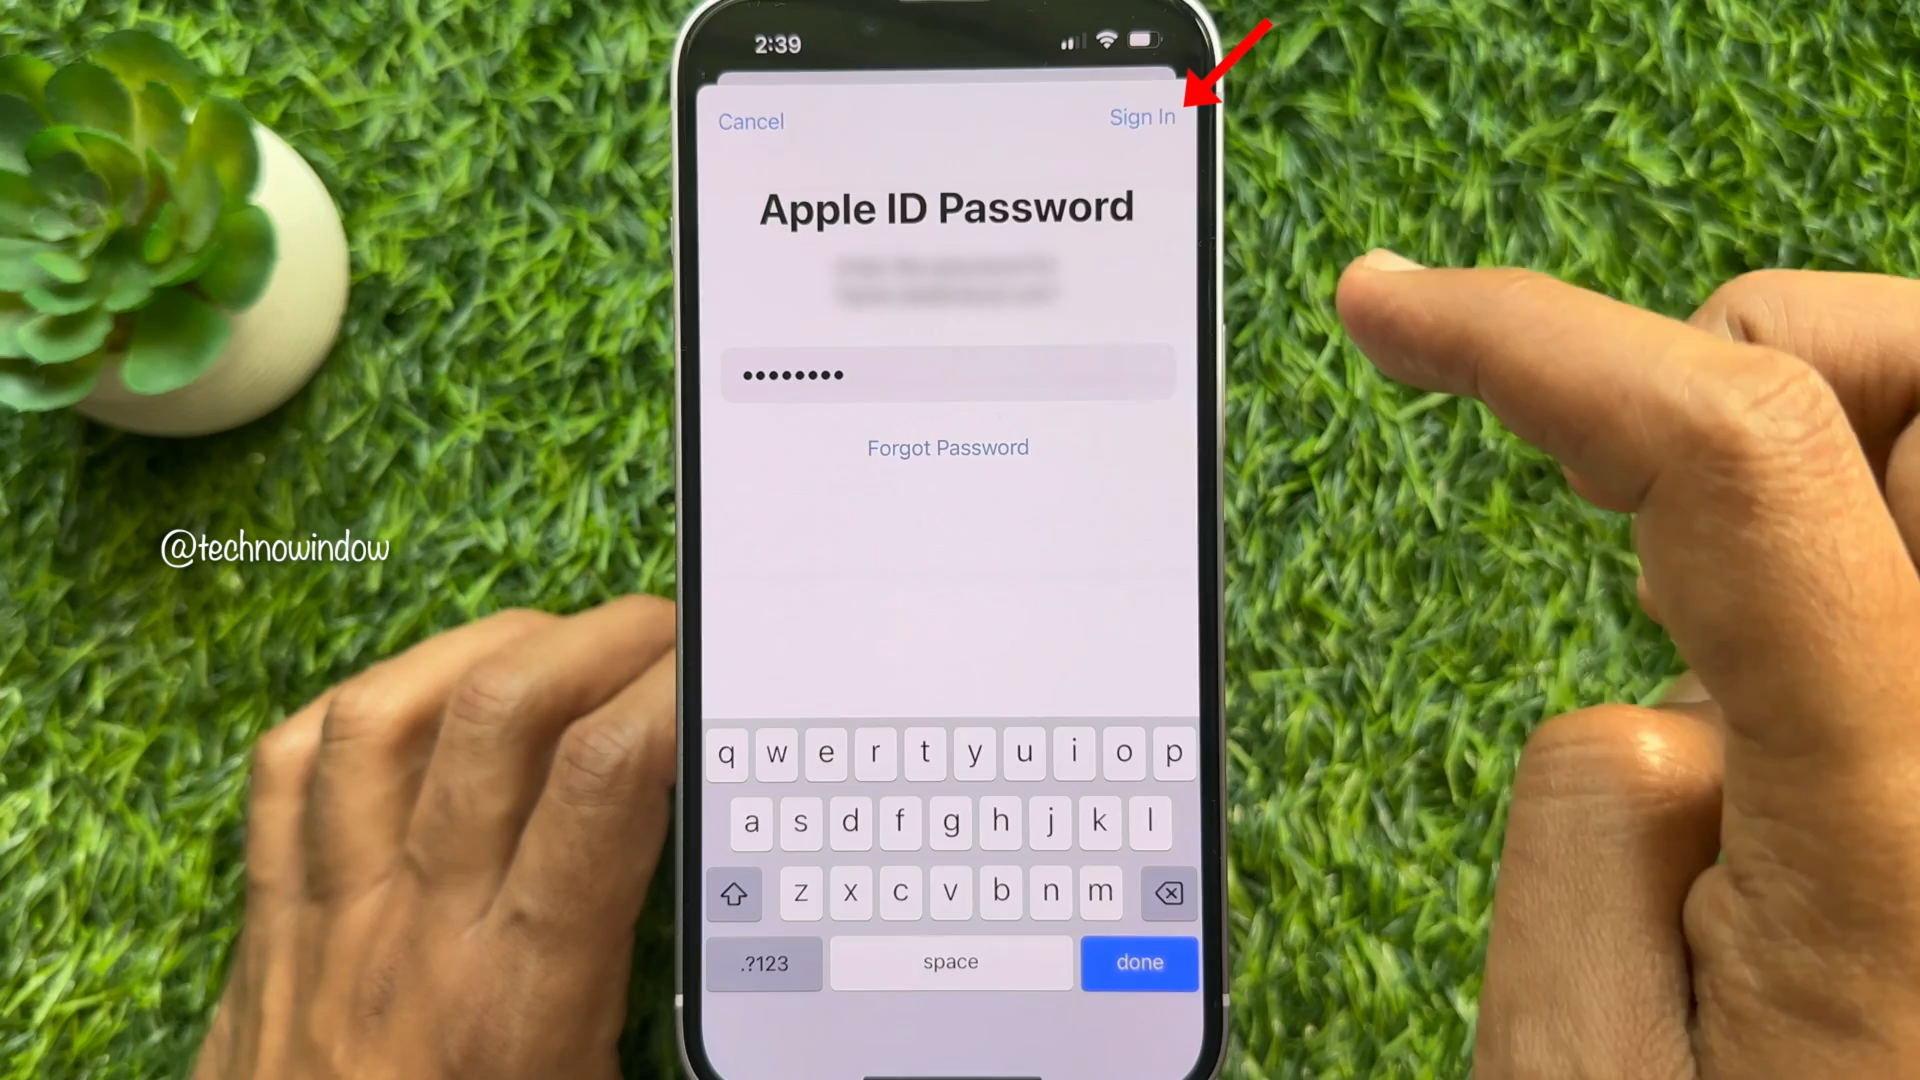 2:39
Cancel
Sign In
Apple ID Password
Forgot Password
@technowindow
q w e r t y u i o p
a s d f g h j k l
z x c v b n m
.?123 space done